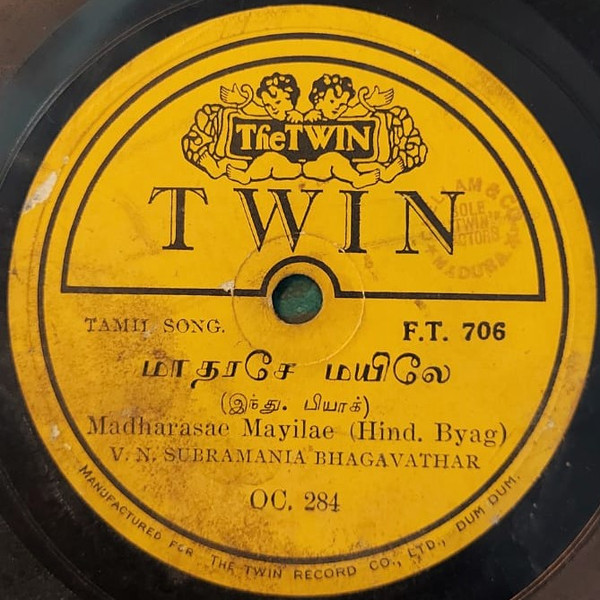 The TWIN
TWIN
SOLE
TAMIL SONG.
F.T. 706
மாதரசே மயிலே
(இந்து. பியாக்)
Madharasae Mayilae (Hind. Byag)
V. N. SUBRAMANIA BHAGAVATHAR
OC. 284
MANUFACTURED FOR THE TWIN RECORD CO., LTD., DUM DUM.